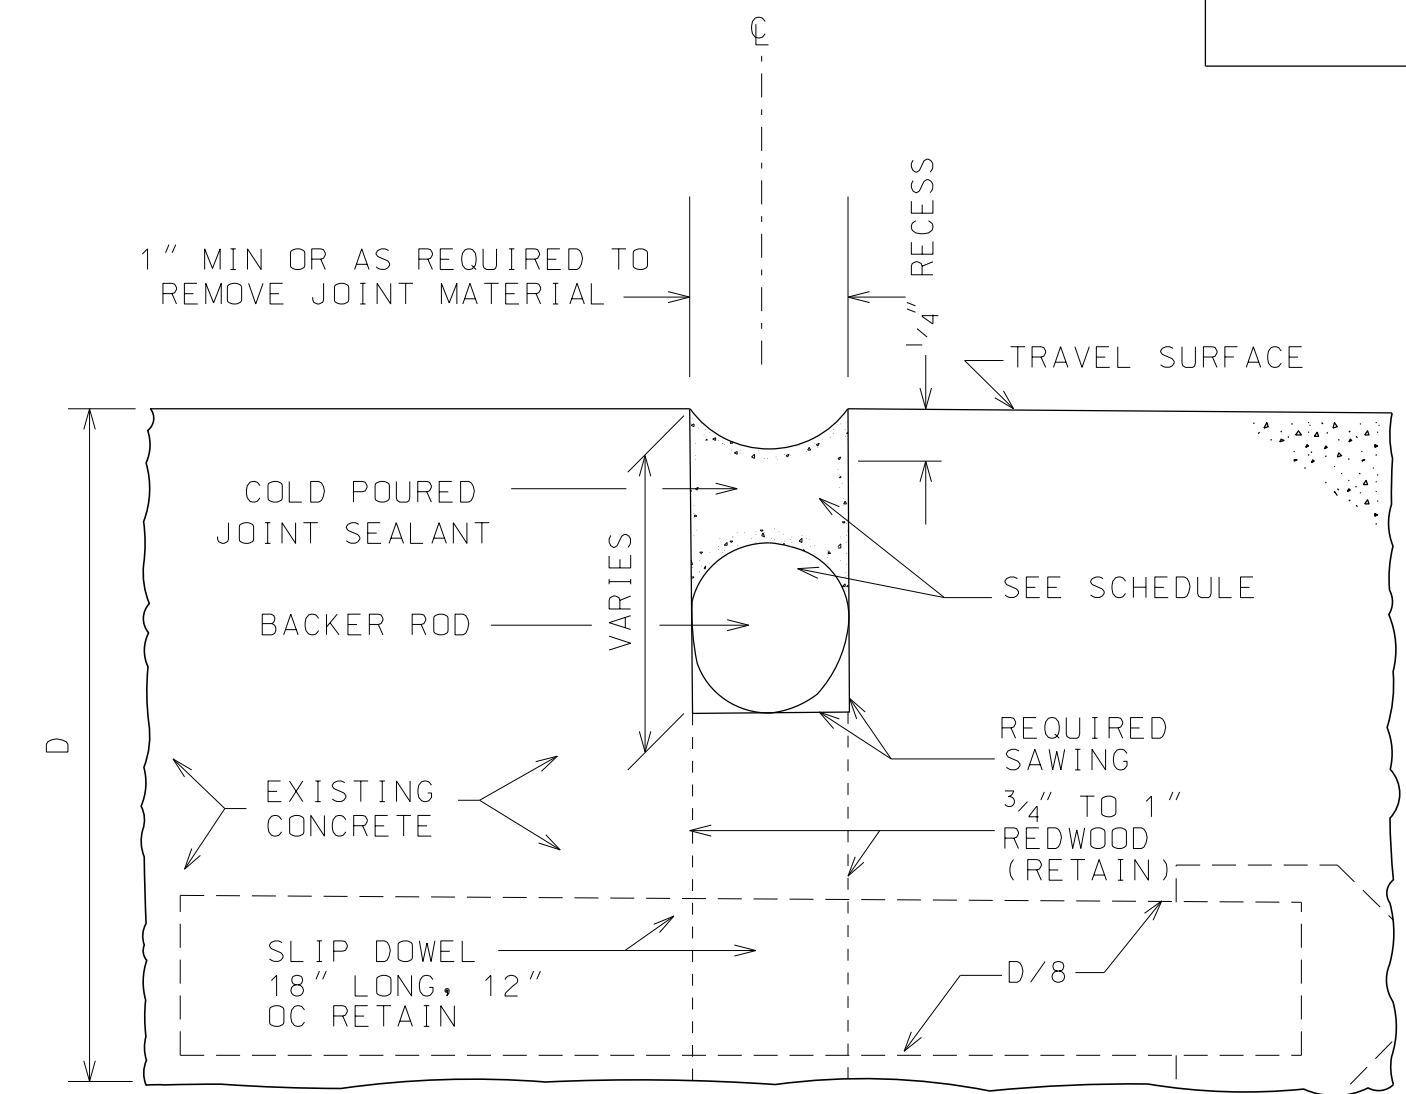 ℄
1/4" RECESS
1" MIN OR AS REQUIRED TO
REMOVE JOINT MATERIAL
TRAVEL SURFACE
COLD POURED
JOINT SEALANT
VARIES
SEE SCHEDULE
BACKER ROD
D
REQUIRED
SAWING
EXISTING
CONCRETE
3/4" TO 1"
REDWOOD
(RETAIN)
SLIP DOWEL
18" LONG, 12"
OC RETAIN
D/8